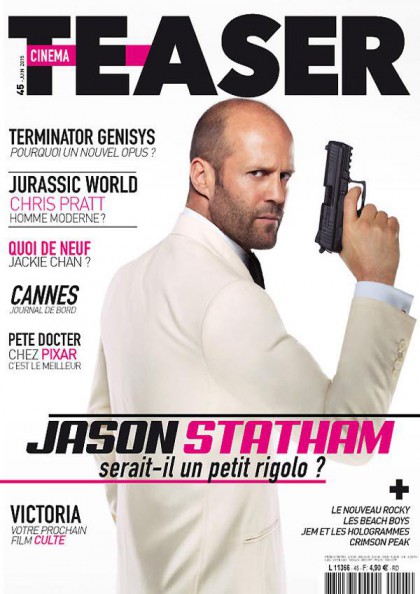 TEASER
CINEMA
45 - JUIN 2015
TERMINATOR GENISYS
POURQUOI UN NOUVEL OPUS ?
JURASSIC WORLD
CHRIS PRATT
HOMME MODERNE ?
QUOI DE NEUF
JACKIE CHAN ?
CANNES
JOURNAL DE BORD
PETE DOCTER
CHEZ PIXAR
C'EST LE MEILLEUR
JASON STATHAM
serait-il un petit rigolo ?
VICTORIA
VOTRE PROCHAIN
FILM CULTE
+
LE NOUVEAU ROCKY
LES BEACH BOYS
JEM ET LES HOLOGRAMMES
CRIMSON PEAK
L 11366 - 45 - F: 4,90 € - RD